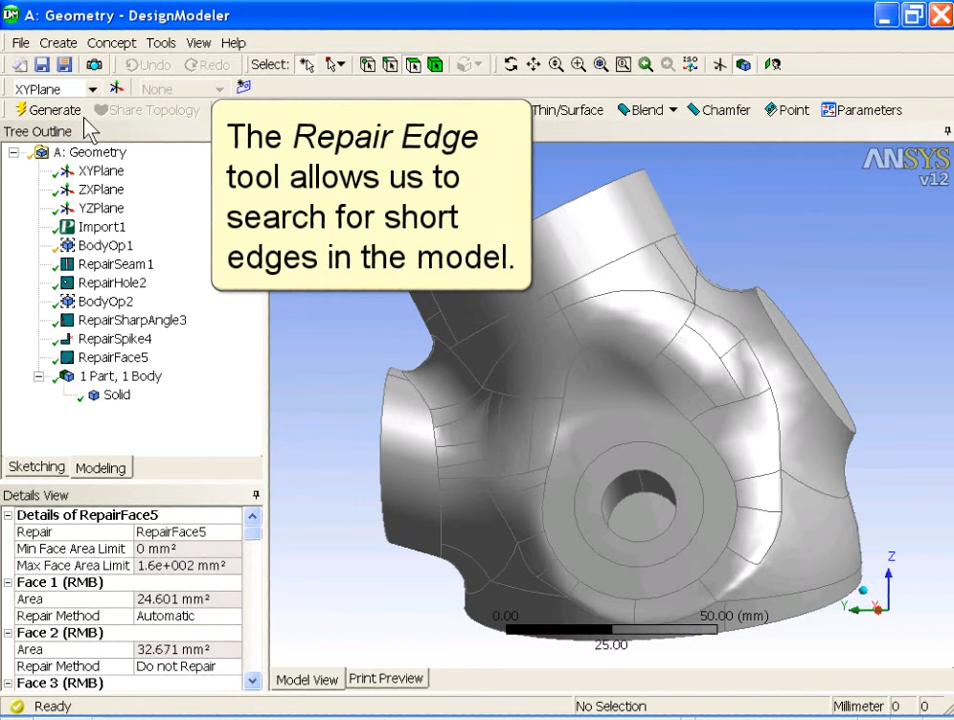 A: Geometry - DesignModeler
File Create Concept Tools View Help
Undo Redo Select:
XYPlane None
Generate Share Topology Thin/Surface Blend Chamfer Point Parameters
Tree Outline
A: Geometry
XYPlane
ZXPlane
YZPlane
Import1
BodyOp1
RepairSeam1
RepairHole2
BodyOp2
RepairSharpAngle3
RepairSpike4
RepairFace5
1 Part, 1 Body
Solid
The Repair Edge
tool allows us to
search for short
edges in the model.
ANSYS
v12
Sketching Modeling
Details View
Details of RepairFace5
Repair RepairFace5
Min Face Area Limit 0 mm²
Max Face Area Limit 1.6e+002 mm²
Face 1 (RMB)
Area 24.601 mm²
Repair Method Automatic
Face 2 (RMB)
Area 32.671 mm²
Repair Method Do not Repair
Face 3 (RMB)
0.00 50.00 (mm)
25.00
Z
Y X
Model View Print Preview
Ready No Selection Millimeter 0 0